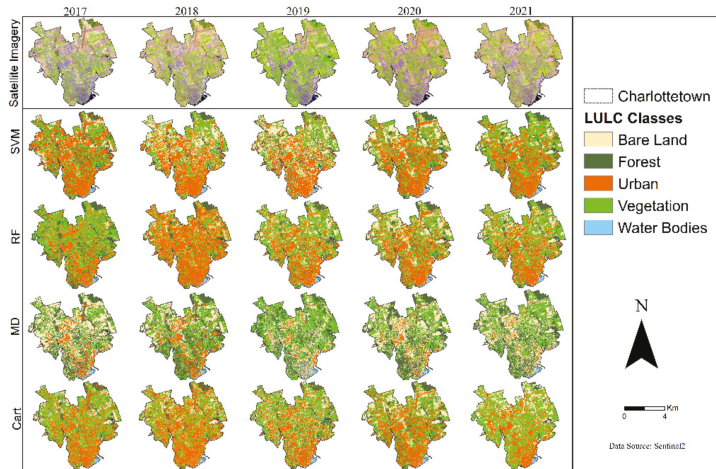 2017 2018 2019 2020 2021
Satellite Imagery
SVM
RF
MD
Cart
Charlottetown
LULC Classes
Bare Land
Forest
Urban
Vegetation
Water Bodies
N
Km
0 4
Data Source: Sentinel2